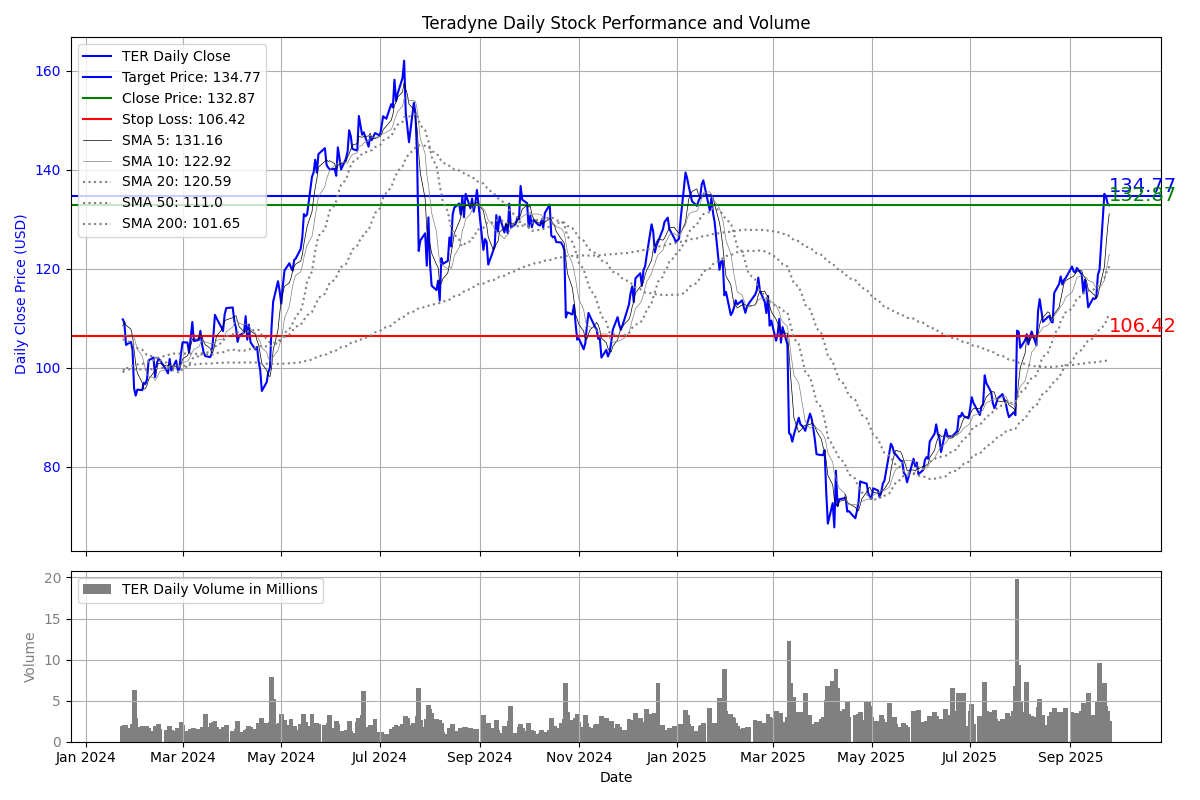 Teradyne Daily Stock Performance and Volume
TER Daily Close
Target Price: 134.77
Close Price: 132.87
Stop Loss: 106.42
SMA 5: 131.16
SMA 10: 122.92
SMA 20: 120.59
SMA 50: 111.0
SMA 200: 101.65
160
140
120
100
80
Daily Close Price (USD)
134.77
132.87
106.42
TER Daily Volume in Millions
20
15
10
5
0
Volume
Jan 2024 Mar 2024 May 2024 Jul 2024 Sep 2024 Nov 2024 Jan 2025 Mar 2025 May 2025 Jul 2025 Sep 2025
Date